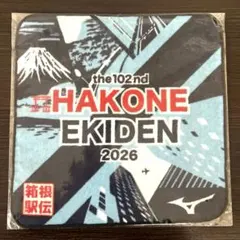 the 102nd
HAKONE
EKIDEN
2026
箱根
駅伝